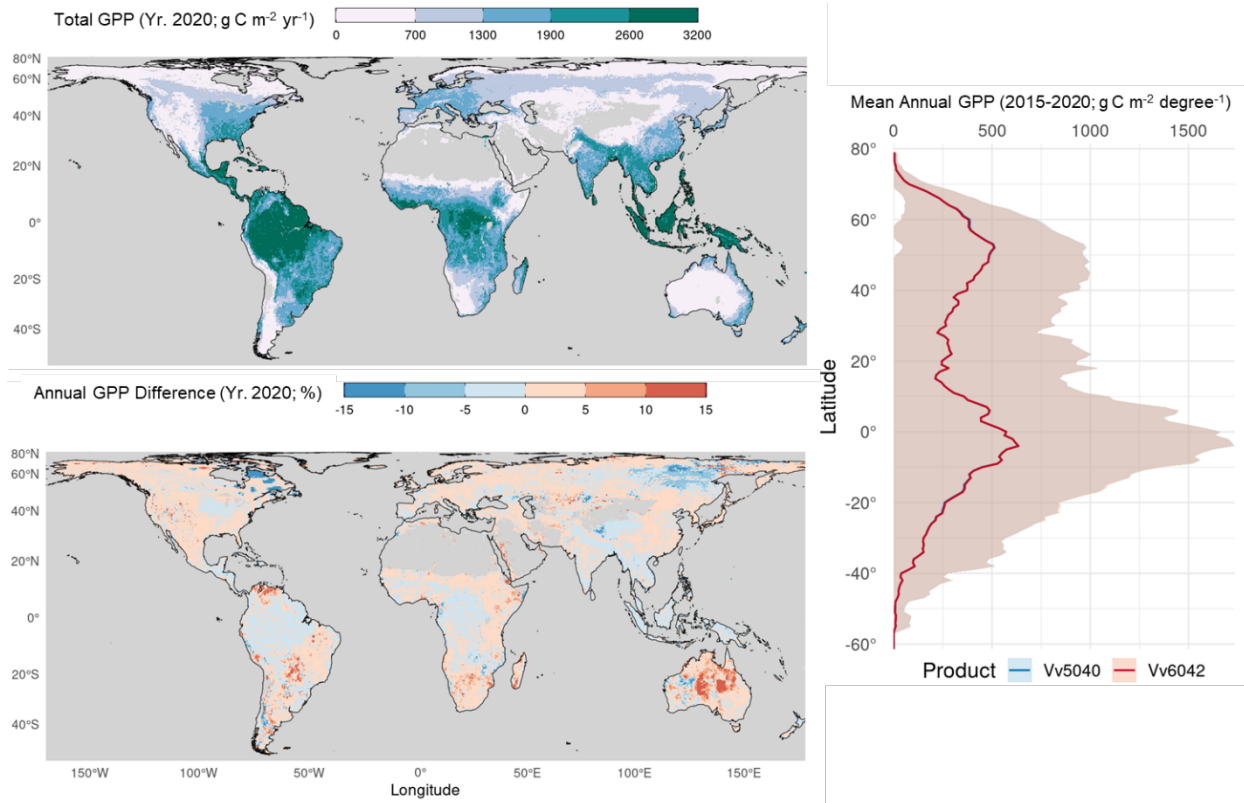 Total GPP (Yr. 2020; g C m⁻² yr⁻¹)
0 700 1300 1900 2600 3200
80°N
60°N
40°N
20°N
0°
20°S
40°S
Annual GPP Difference (Yr. 2020; %)
-15 -10 -5 0 5 10 15
80°N
60°N
40°N
20°N
0°
20°S
40°S
150°W 100°W 50°W 0° 50°E 100°E 150°E
Longitude
Mean Annual GPP (2015-2020; g C m⁻² degree⁻¹)
0 500 1000 1500
80°
60°
40°
20°
0°
-20°
-40°
-60°
Latitude
Product Vv5040 Vv6042